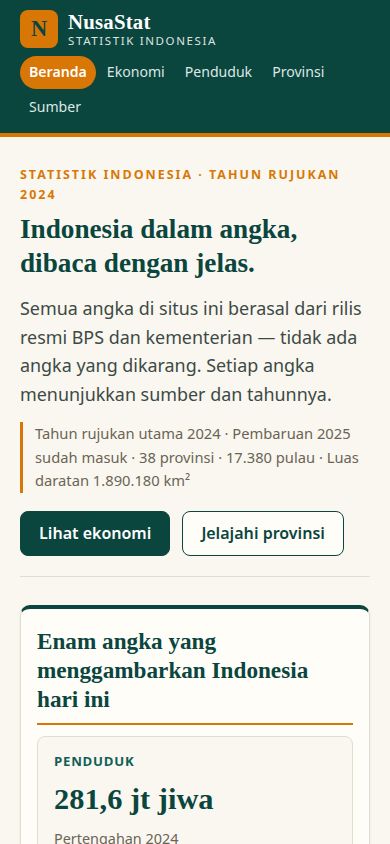 N
NusaStat
STATISTIK INDONESIA
Beranda Ekonomi Penduduk Provinsi
Sumber
STATISTIK INDONESIA · TAHUN RUJUKAN
2024
Indonesia dalam angka,
dibaca dengan jelas.
Semua angka di situs ini berasal dari rilis
resmi BPS dan kementerian — tidak ada
angka yang dikarang. Setiap angka
menunjukkan sumber dan tahunnya.
Tahun rujukan utama 2024 · Pembaruan 2025
sudah masuk · 38 provinsi · 17.380 pulau · Luas
daratan 1.890.180 km²
Lihat ekonomi Jelajahi provinsi
Enam angka yang
menggambarkan Indonesia
hari ini
PENDUDUK
281,6 jt jiwa
Pertengahan 2024